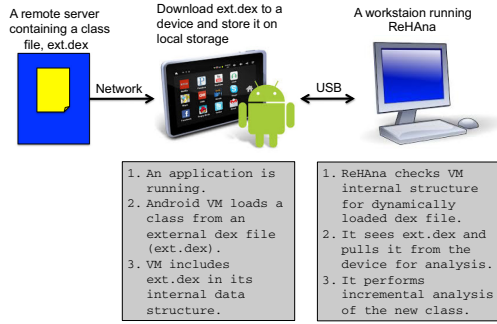 A remote server
containing a class
file, ext.dex
Download ext.dex to a
device and store it on
local storage
A workstaion running
ReHAna
Network
USB
1. An application is
running.
2. Android VM loads a
class from an
external dex file
(ext.dex).
3. VM includes
ext.dex in its
internal data
structure.
1. ReHAna checks VM
internal structure
for dynamically
loaded dex file.
2. It sees ext.dex and
pulls it from the
device for analysis.
3. It performs
incremental analysis
of the new class.